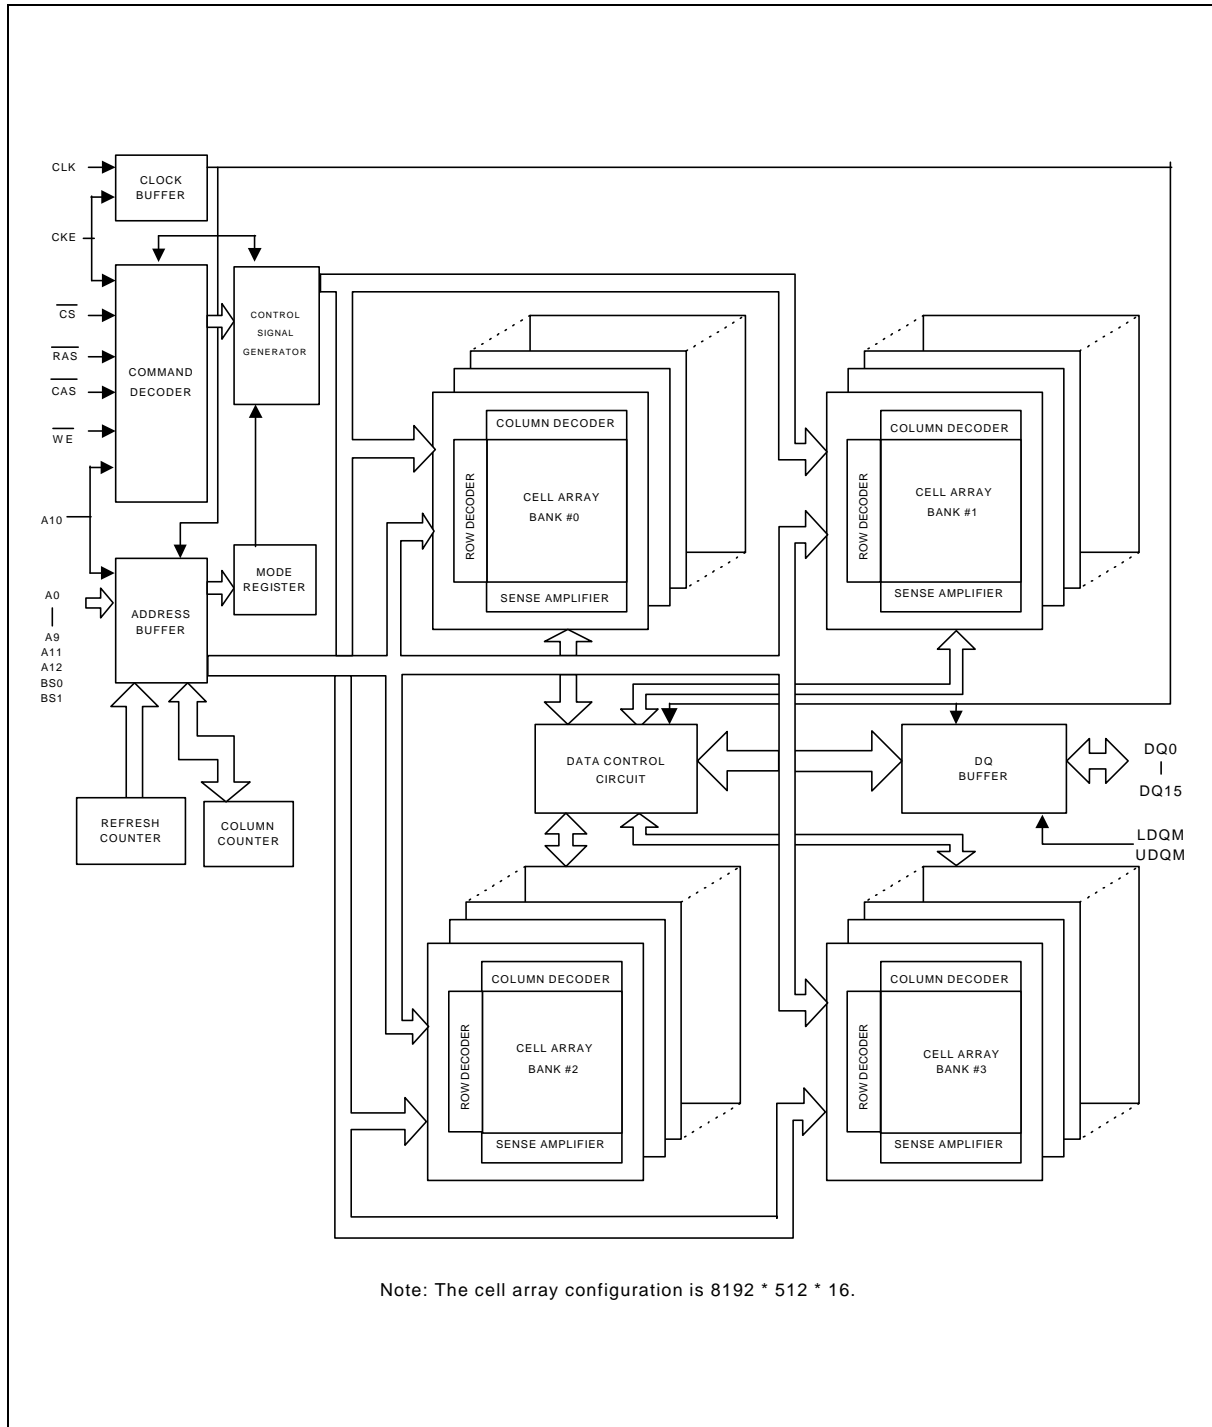 CLK
CLOCK
BUFFER
CKE
CS
RAS
CAS
WE
A10
COMMAND
DECODER
CONTROL
SIGNAL
GENERATOR
MODE
REGISTER
A0
A9
A11
A12
BS0
BS1
ADDRESS
BUFFER
REFRESH
COUNTER
COLUMN
COUNTER
COLUMN DECODER
ROW DECODER
CELL ARRAY
BANK #0
SENSE AMPLIFIER
COLUMN DECODER
ROW DECODER
CELL ARRAY
BANK #1
SENSE AMPLIFIER
DATA CONTROL
CIRCUIT
DQ
BUFFER
DQ0
DQ15
LDQM
UDQM
COLUMN DECODER
ROW DECODER
CELL ARRAY
BANK #2
SENSE AMPLIFIER
COLUMN DECODER
ROW DECODER
CELL ARRAY
BANK #3
SENSE AMPLIFIER
Note: The cell array configuration is 8192 * 512 * 16.